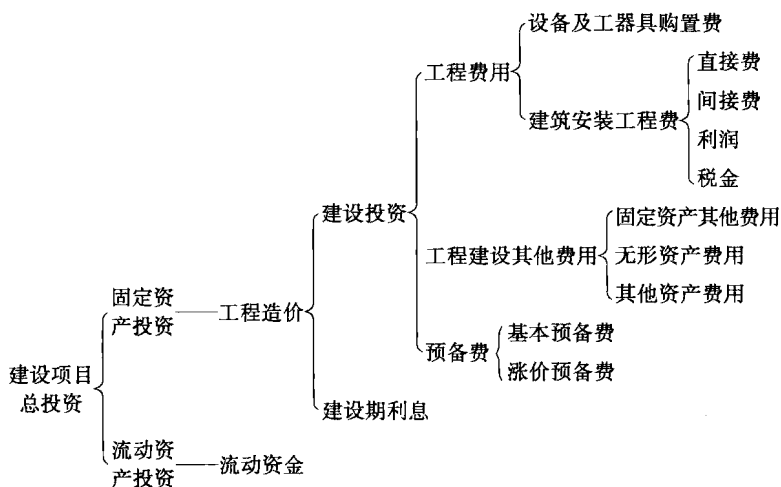 设备及工器具购置费
工程费用
直接费
间接费
建筑安装工程费
利润
税金
建设投资
固定资产其他费用
工程建设其他费用
无形资产费用
其他资产费用
固定资
产投资
工程造价
基本预备费
预备费
涨价预备费
建设项目
总投资
建设期利息
流动资
产投资
流动资金